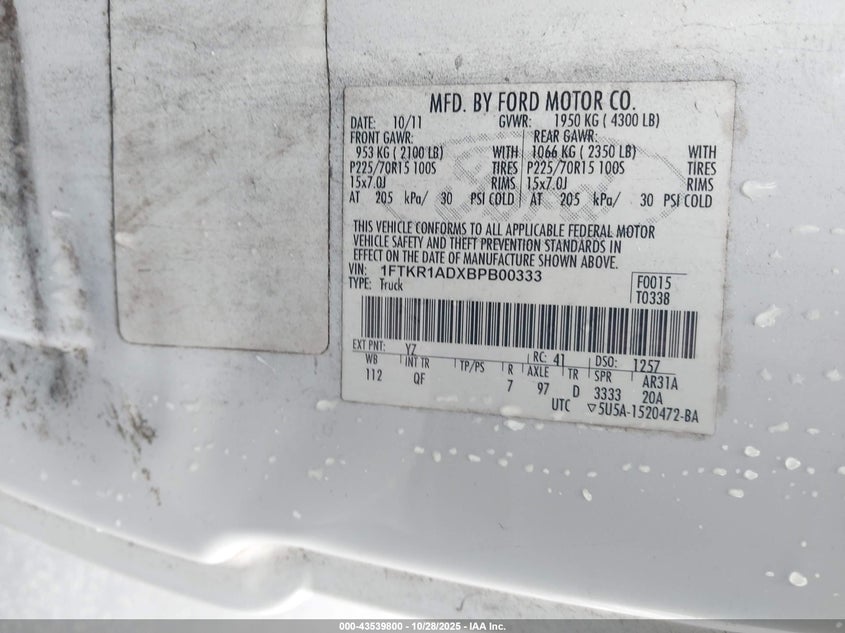 MFD. BY FORD MOTOR CO.
DATE: 10/11 GVWR: 1950 KG ( 4300 LB)
FRONT GAWR: REAR GAWR:
953 KG ( 2100 LB) WITH 1066 KG ( 2350 LB) WITH
P225/70R15 100S TIRES P225/70R15 100S TIRES
15x7.0J RIMS 15x7.0J RIMS
AT 205 kPa/ 30 PSI COLD AT 205 kPa/ 30 PSI COLD
THIS VEHICLE CONFORMS TO ALL APPLICABLE FEDERAL MOTOR
VEHICLE SAFETY AND THEFT PREVENTION STANDARDS IN
EFFECT ON THE DATE OF MANUFACTURE SHOWN ABOVE.
VIN: 1FTKR1ADXBPB00333
TYPE: Truck
F0015
T0338
EXT PNT: YZ RC: 41 DSO: 1257
WB INT TR TP/PS R AXLE TR SPR AR31A
112 QF 7 97 D 3333 20A
UTC ▽5U5A-1520472-BA
000-43539800 - 10/28/2025 - IAA Inc.